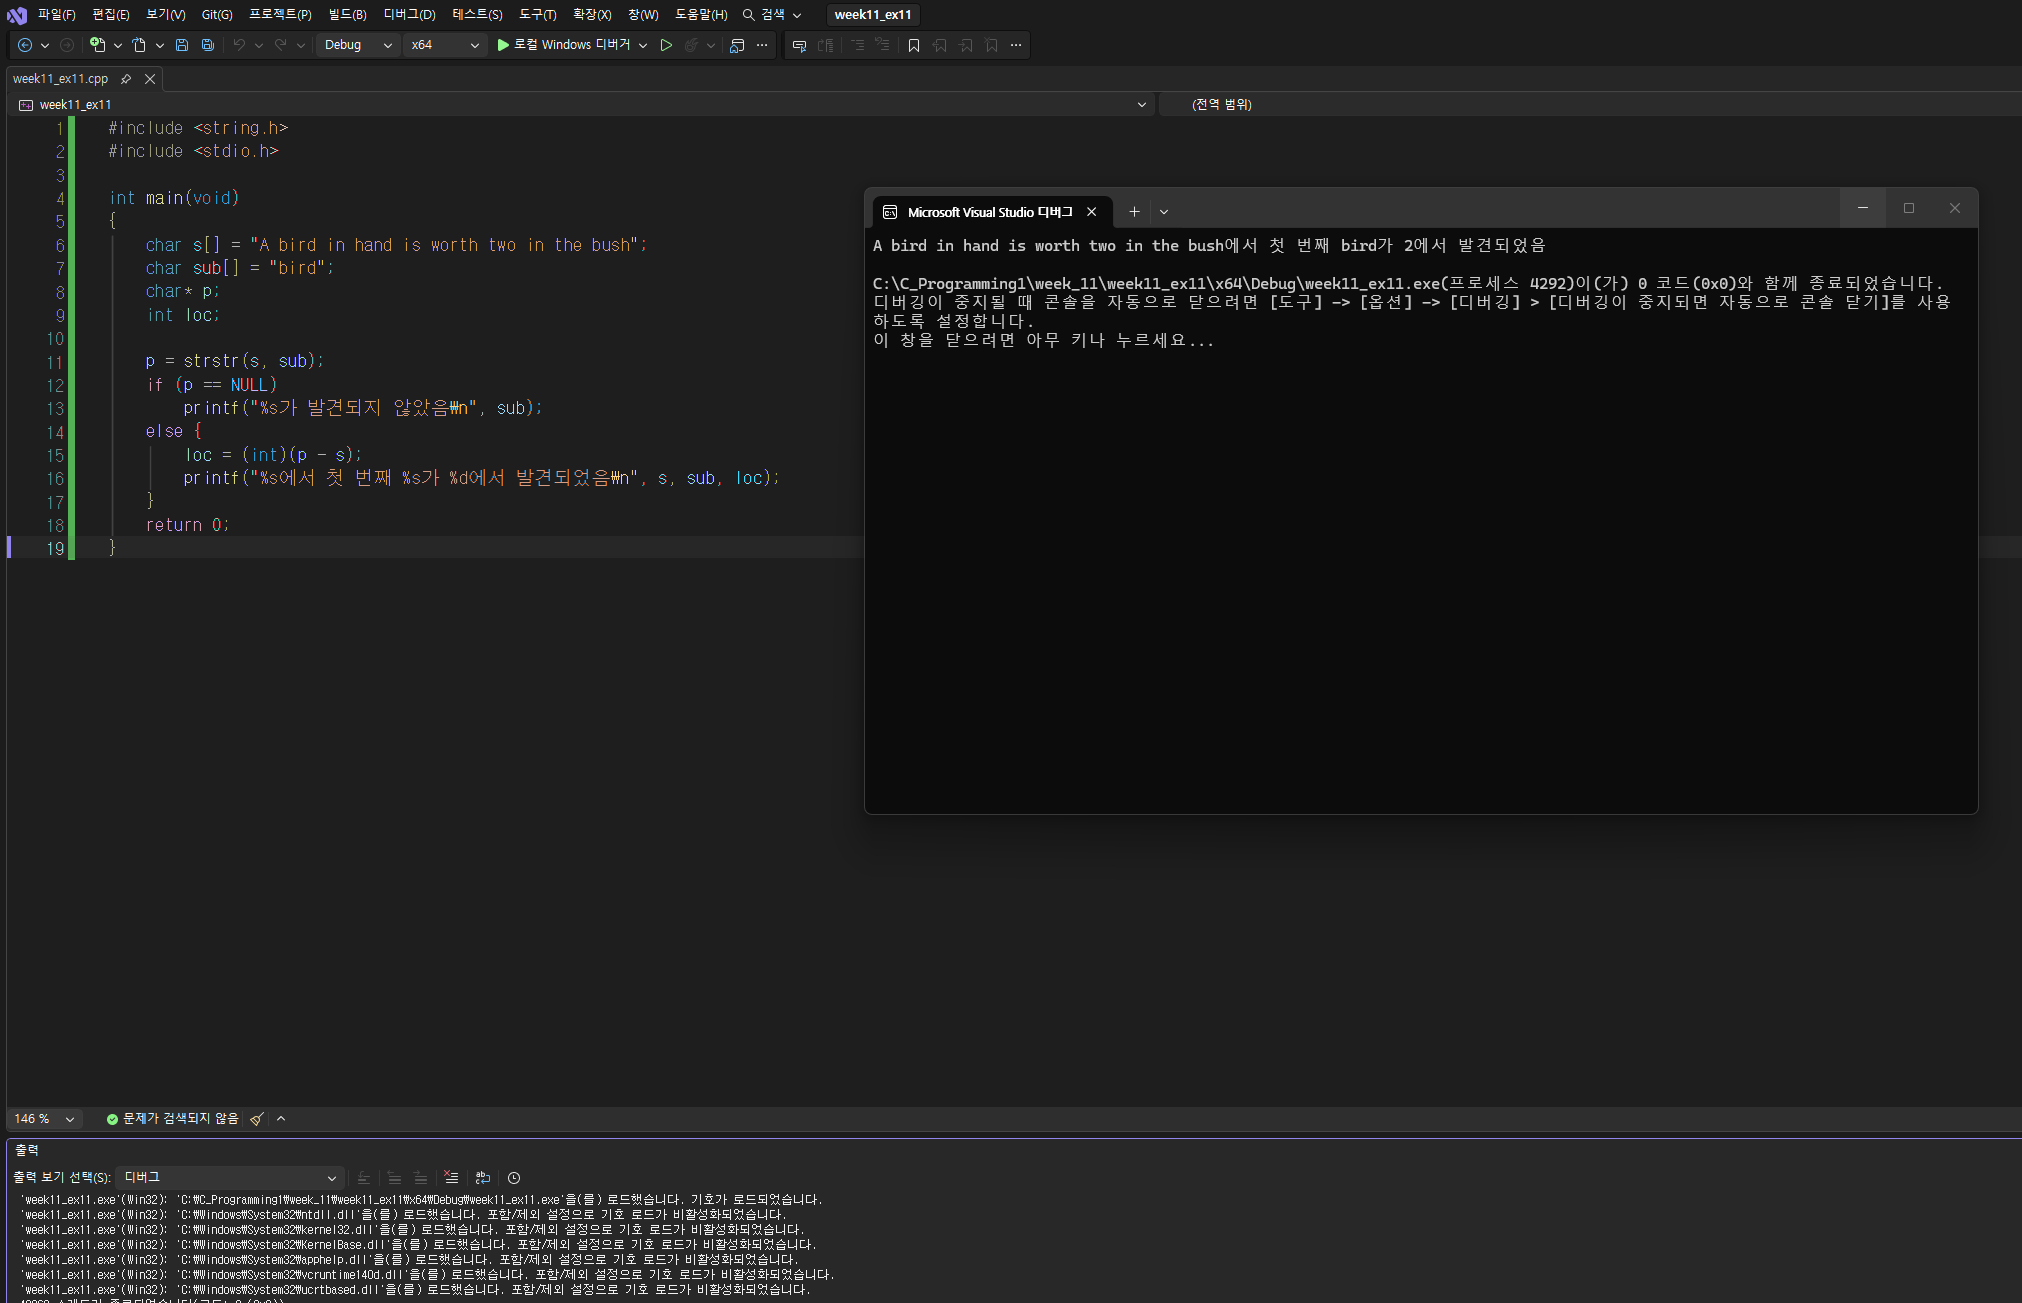 파일(F) 편집(E) 보기(V) Git(G) 프로젝트(P) 빌드(B) 디버그(D) 테스트(S) 도구(T) 확장(X) 창(W) 도움말(H) 검색 week11_ex11
Debug x64 로컬 Windows 디버거
week11_ex11.cpp
week11_ex11 (전역 범위)
1 #include <string.h>
2 #include <stdio.h>
3
4 int main(void)
5 {
6 char s[] = "A bird in hand is worth two in the bush";
7 char sub[] = "bird";
8 char* p;
9 int loc;
10
11 p = strstr(s, sub);
12 if (p == NULL)
13 printf("%s가 발견되지 않았음₩n", sub);
14 else {
15 loc = (int)(p - s);
16 printf("%s에서 첫 번째 %s가 %d에서 발견되었음₩n", s, sub, loc);
17 }
18 return 0;
19 }
Microsoft Visual Studio 디버그
A bird in hand is worth two in the bush에서 첫 번째 bird가 2에서 발견되었음
C:\C_Programming1\week_11\week11_ex11\x64\Debug\week11_ex11.exe(프로세스 4292)이(가) 0 코드(0x0)와 함께 종료되었습니다.
디버깅이 중지될 때 콘솔을 자동으로 닫으려면 [도구] -> [옵션] -> [디버깅] > [디버깅이 중지되면 자동으로 콘솔 닫기]를 사용
하도록 설정합니다.
이 창을 닫으려면 아무 키나 누르세요...
146 % 문제가 검색되지 않음
출력
출력 보기 선택(S): 디버그
'week11_ex11.exe'(Win32): 'C:₩C_Programming1₩week_11₩week11_ex11₩x64₩Debug₩week11_ex11.exe'을(를) 로드했습니다. 기호가 로드되었습니다.
'week11_ex11.exe'(Win32): 'C:₩Windows₩System32₩ntdll.dll'을(를) 로드했습니다. 포함/제외 설정으로 기호 로드가 비활성화되었습니다.
'week11_ex11.exe'(Win32): 'C:₩Windows₩System32₩kernel32.dll'을(를) 로드했습니다. 포함/제외 설정으로 기호 로드가 비활성화되었습니다.
'week11_ex11.exe'(Win32): 'C:₩Windows₩System32₩KernelBase.dll'을(를) 로드했습니다. 포함/제외 설정으로 기호 로드가 비활성화되었습니다.
'week11_ex11.exe'(Win32): 'C:₩Windows₩System32₩apphelp.dll'을(를) 로드했습니다. 포함/제외 설정으로 기호 로드가 비활성화되었습니다.
'week11_ex11.exe'(Win32): 'C:₩Windows₩System32₩vcruntime140d.dll'을(를) 로드했습니다. 포함/제외 설정으로 기호 로드가 비활성화되었습니다.
'week11_ex11.exe'(Win32): 'C:₩Windows₩System32₩ucrtbased.dll'을(를) 로드했습니다. 포함/제외 설정으로 기호 로드가 비활성화되었습니다.